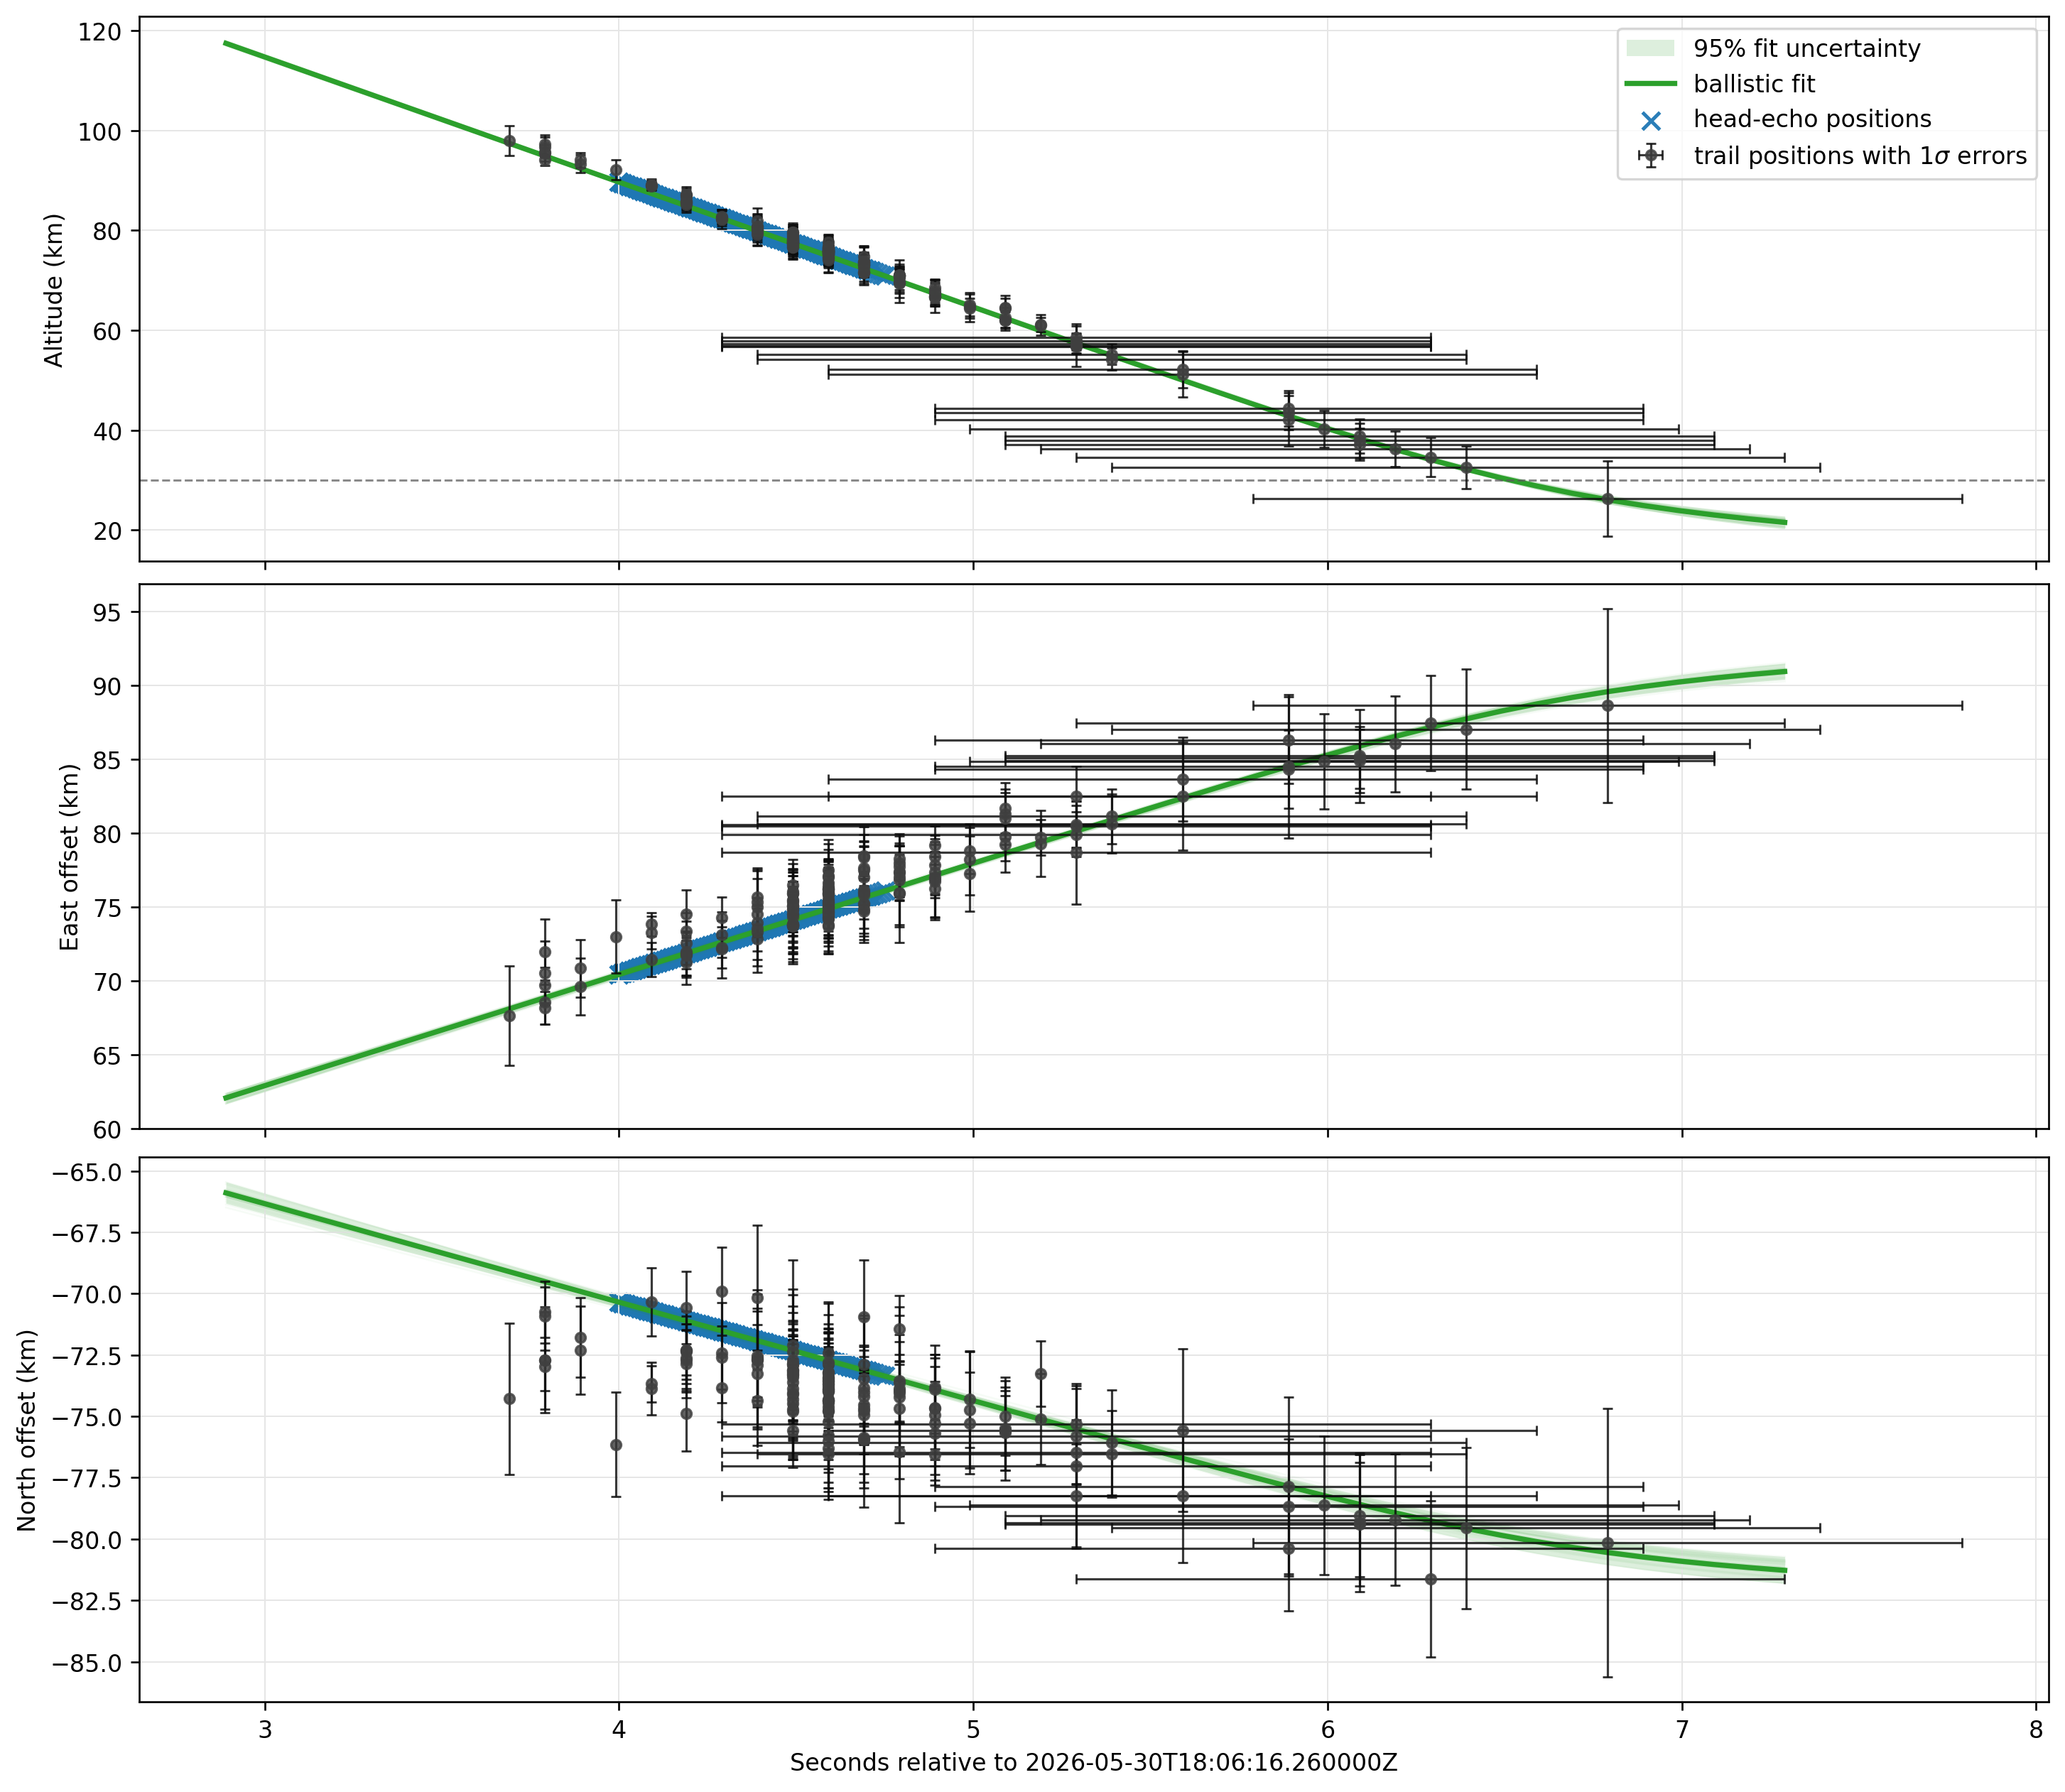 120
100
80
60
40
20
Altitude (km)
95% fit uncertainty
ballistic fit
head-echo positions
trail positions with 1σ errors
95
90
85
80
75
70
65
60
East offset (km)
−65.0
−67.5
−70.0
−72.5
−75.0
−77.5
−80.0
−82.5
−85.0
North offset (km)
3 4 5 6 7 8
Seconds relative to 2026-05-30T18:06:16.260000Z